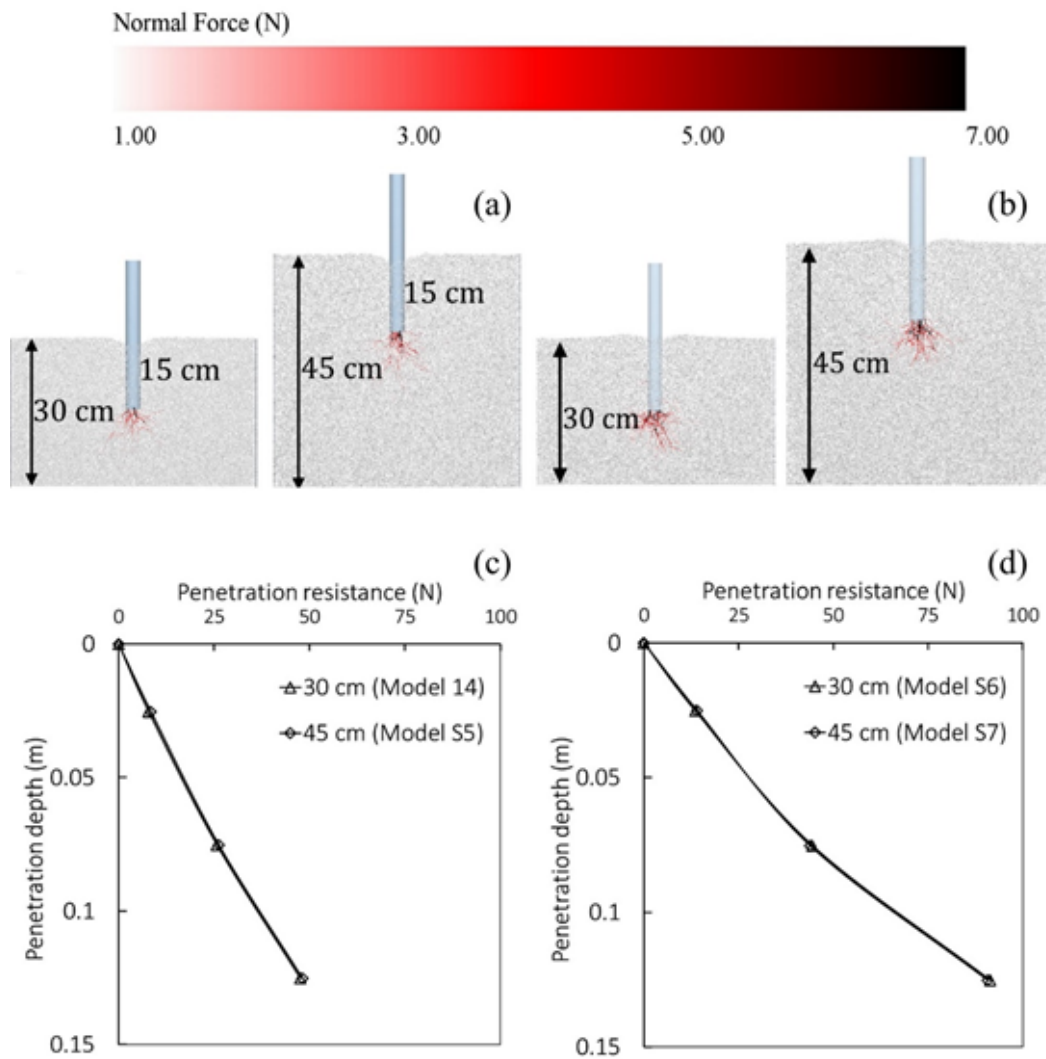 Normal Force (N)
1.00 3.00 5.00 7.00
(a)
15 cm
30 cm
15 cm
45 cm
(b)
30 cm
45 cm
(c)
Penetration resistance (N)
0 25 50 75 100
0
0.05
0.1
0.15
Penetration depth (m)
30 cm (Model 14)
45 cm (Model S5)
(d)
Penetration resistance (N)
0 25 50 75 100
0
0.05
0.1
0.15
Penetration depth (m)
30 cm (Model S6)
45 cm (Model S7)